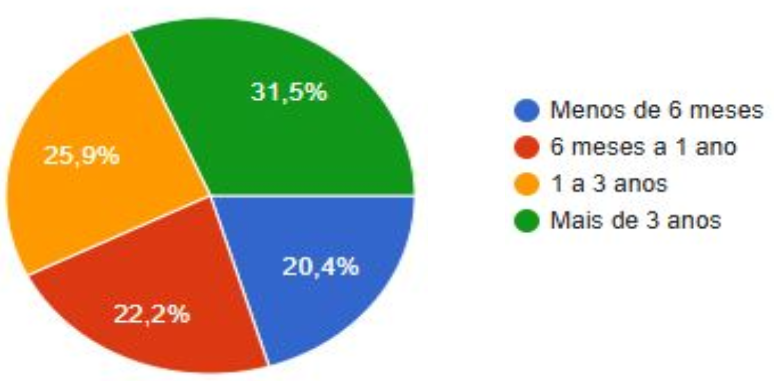 31,5%
25,9%
20,4%
22,2%
Menos de 6 meses
6 meses a 1 ano
1 a 3 anos
Mais de 3 anos